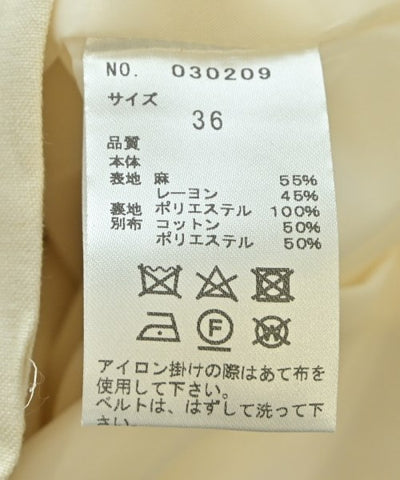 NO. 030209
サイズ
36
品質
本体
表地 麻 55%
レーヨン 45%
裏地 ポリエステル 100%
別布 コットン 50%
ポリエステル 50%
F W
アイロン掛けの際はあて布を
使用して下さい。
ベルトは、はずして洗って下
さい